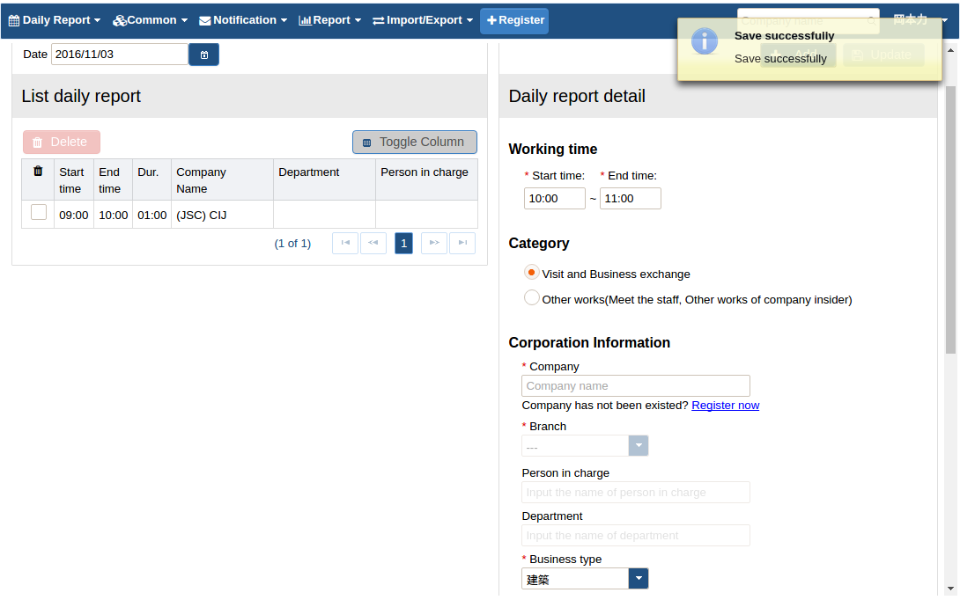 Daily Report Common Notification Report Import/Export Register Company name 岡本力
Save successfully
Save successfully
Date 2016/11/03
Add Update
List daily report
Delete Toggle Column
Start time End time Dur. Company Name Department Person in charge
09:00 10:00 01:00 (JSC) CIJ
(1 of 1) 1
Daily report detail
Working time
* Start time: * End time:
10:00 ~ 11:00
Category
Visit and Business exchange
Other works(Meet the staff, Other works of company insider)
Corporation Information
* Company
Company name
Company has not been existed? Register now
* Branch
---
Person in charge
Input the name of person in charge
Department
Input the name of department
* Business type
建築